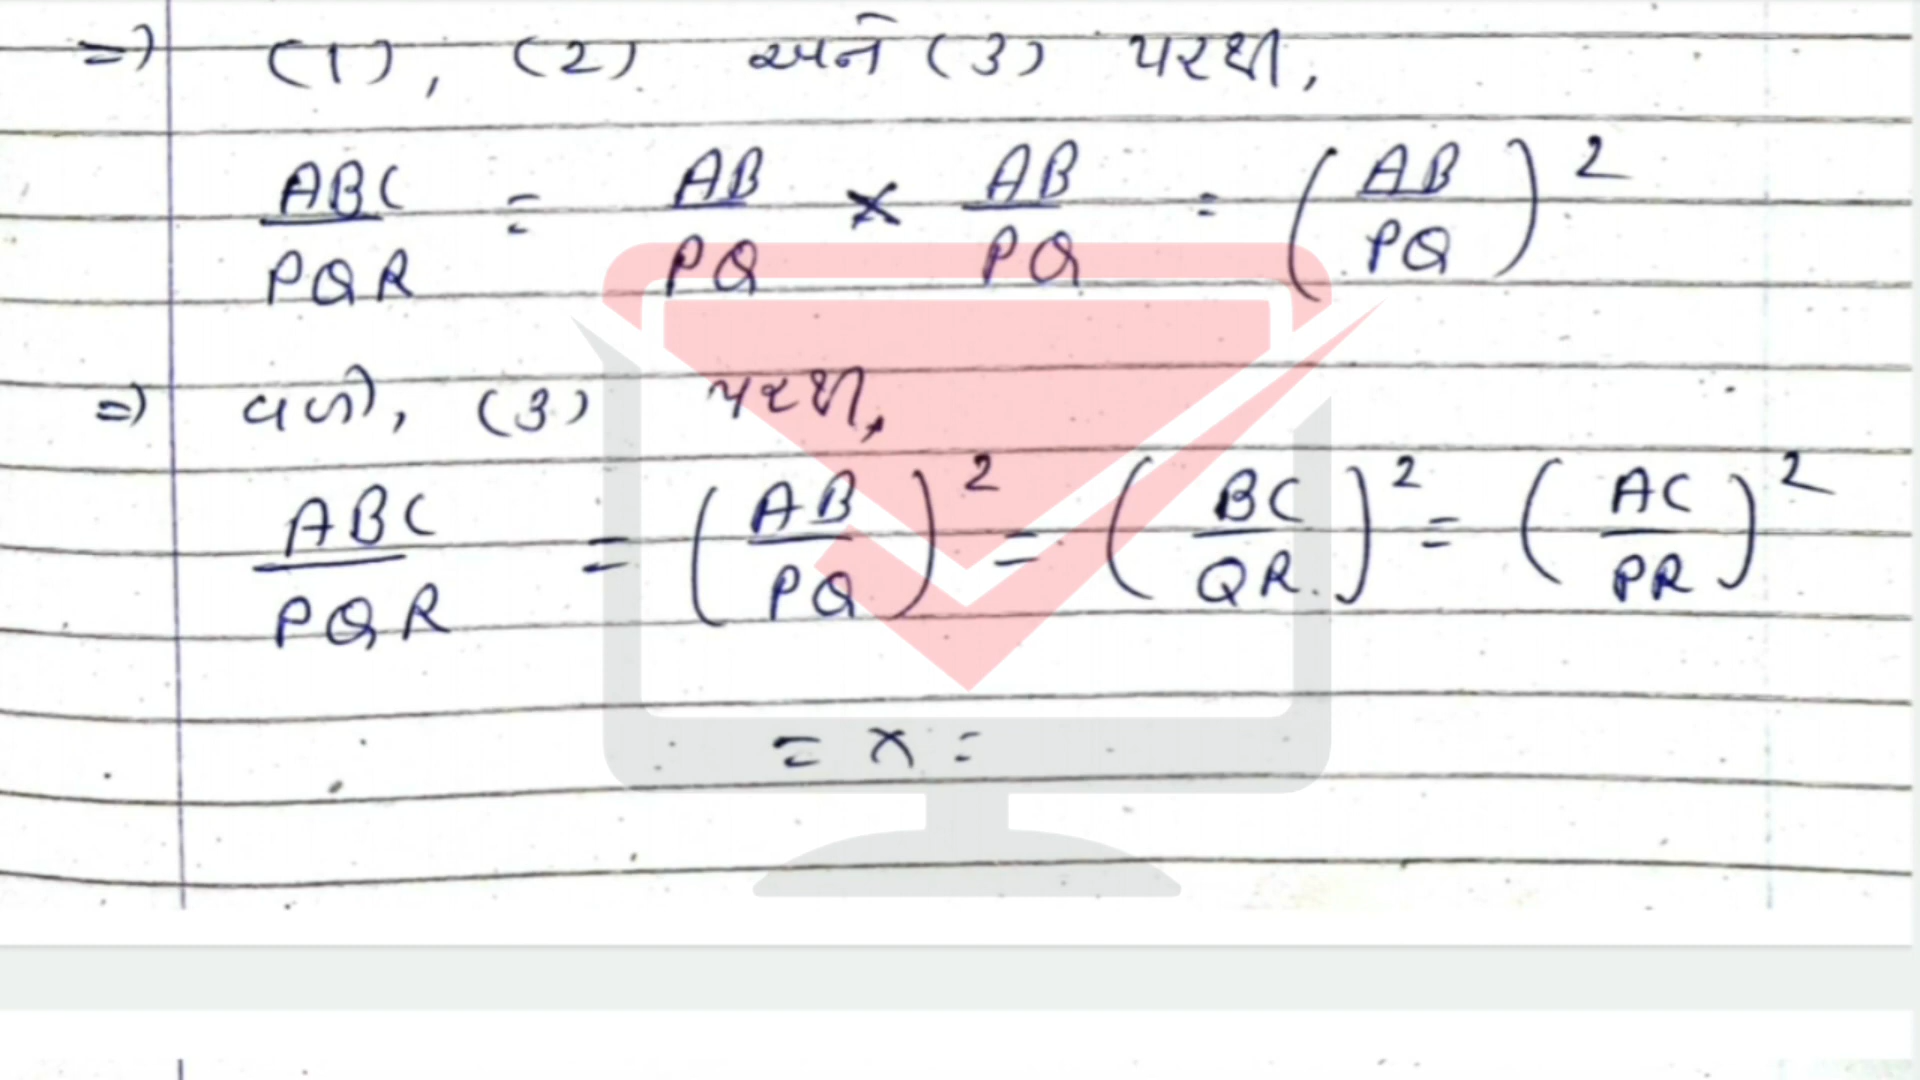 => (1), (2) અને (3) પરથી,
ABC / PQR = AB / PQ × AB / PQ = (AB / PQ)²
=> વળી, (3) પરથી,
ABC / PQR = (AB / PQ)² = (BC / QR)² = (AC / PR)²
= x =